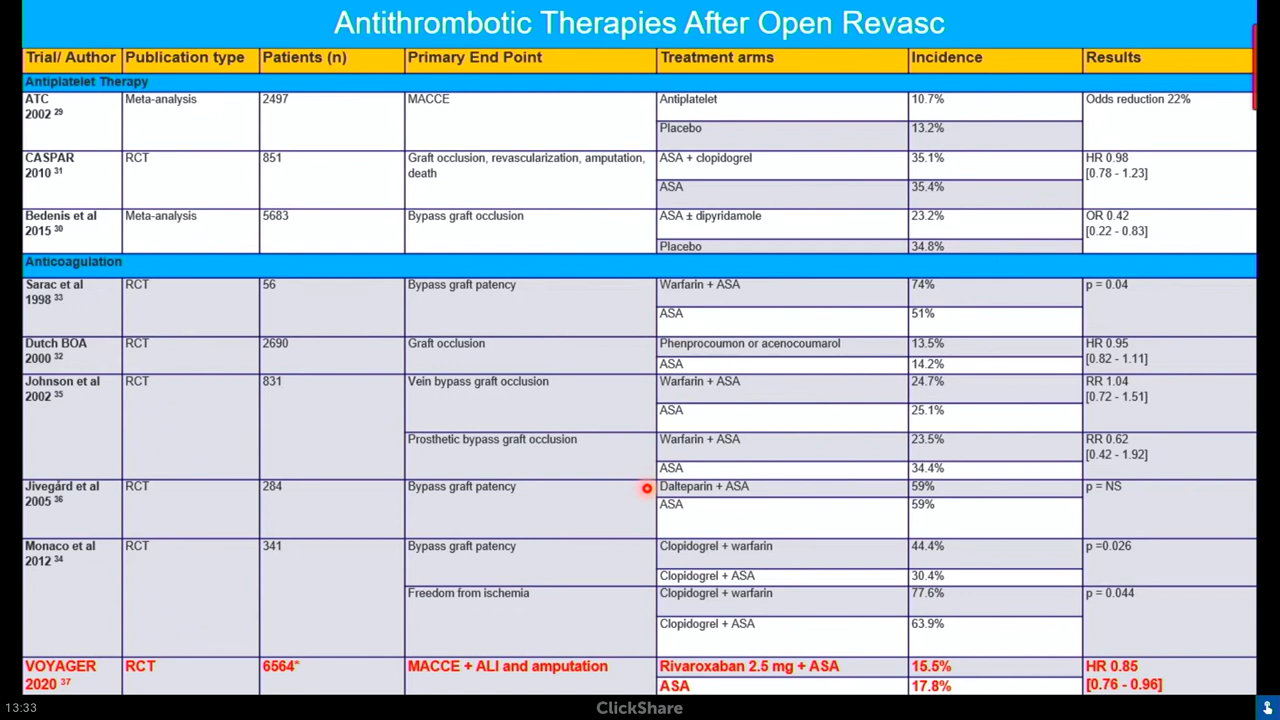 Antithrombotic Therapies After Open Revasc
Trial/ Author Publication type Patients (n) Primary End Point Treatment arms Incidence Results
Antiplatelet Therapy
ATC 2002 29 Meta-analysis 2497 MACCE Antiplatelet 10.7% Odds reduction 22%
Placebo 13.2%
CASPAR 2010 31 RCT 851 Graft occlusion, revascularization, amputation, death ASA + clopidogrel 35.1% HR 0.98 [0.78 - 1.23]
ASA 35.4%
Bedenis et al 2015 30 Meta-analysis 5683 Bypass graft occlusion ASA ± dipyridamole 23.2% OR 0.42 [0.22 - 0.83]
Placebo 34.8%
Anticoagulation
Sarac et al 1998 33 RCT 56 Bypass graft patency Warfarin + ASA 74% p = 0.04
ASA 51%
Dutch BOA 2000 32 RCT 2690 Graft occlusion Phenprocoumon or acenocoumarol 13.5% HR 0.95 [0.82 - 1.11]
ASA 14.2%
Johnson et al 2002 35 RCT 831 Vein bypass graft occlusion Warfarin + ASA 24.7% RR 1.04 [0.72 - 1.51]
ASA 25.1%
Prosthetic bypass graft occlusion Warfarin + ASA 23.5% RR 0.62 [0.42 - 1.92]
ASA 34.4%
Jivegård et al 2005 36 RCT 284 Bypass graft patency Dalteparin + ASA 59% p = NS
ASA 59%
Monaco et al 2012 34 RCT 341 Bypass graft patency Clopidogrel + warfarin 44.4% p =0.026
Clopidogrel + ASA 30.4%
Freedom from ischemia Clopidogrel + warfarin 77.6% p = 0.044
Clopidogrel + ASA 63.9%
VOYAGER 2020 37 RCT 6564* MACCE + ALI and amputation Rivaroxaban 2.5 mg + ASA 15.5% HR 0.85 [0.76 - 0.96]
ASA 17.8%
13:33 ClickShare